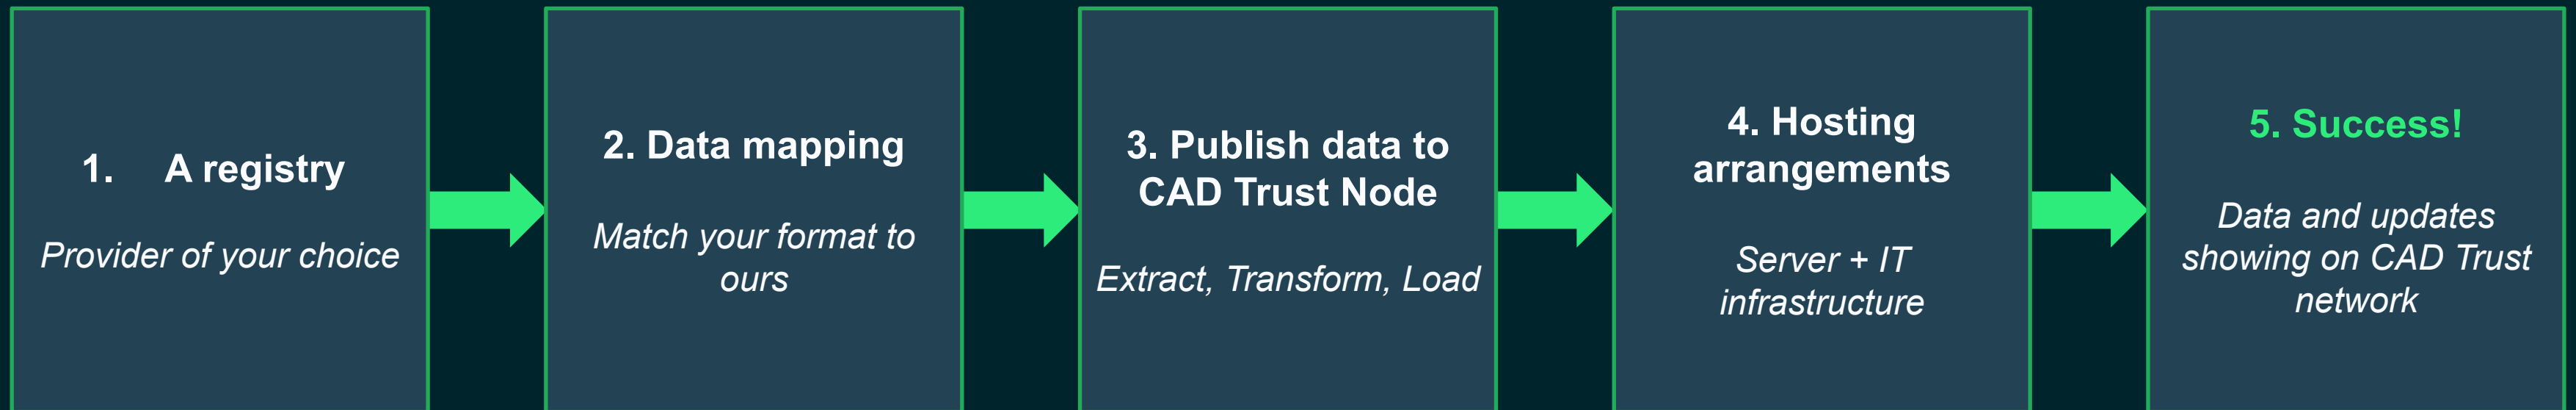 1. A registry
Provider of your choice
2. Data mapping
Match your format to
ours
3. Publish data to
CAD Trust Node
Extract, Transform, Load
4. Hosting
arrangements
Server + IT
infrastructure
5. Success!
Data and updates
showing on CAD Trust
network